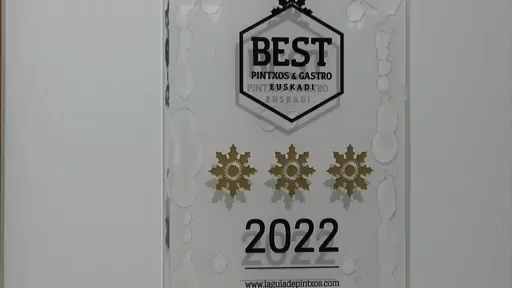 BEST
PINTXOS & GASTRO
EUSKADI
2022
www.laguiadepintxos.com